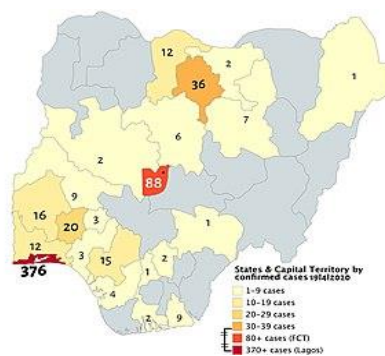 12
2
36
1
7
2
6
88
9
16
3
20
1
12
3
15
376
2
1
4
2
9
States & Capital Territory by
confirmed cases 19|4|2020
1-9 cases
10-19 cases
20-29 cases
30-39 cases
80+ cases (FCT)
370+ cases (Lagos)